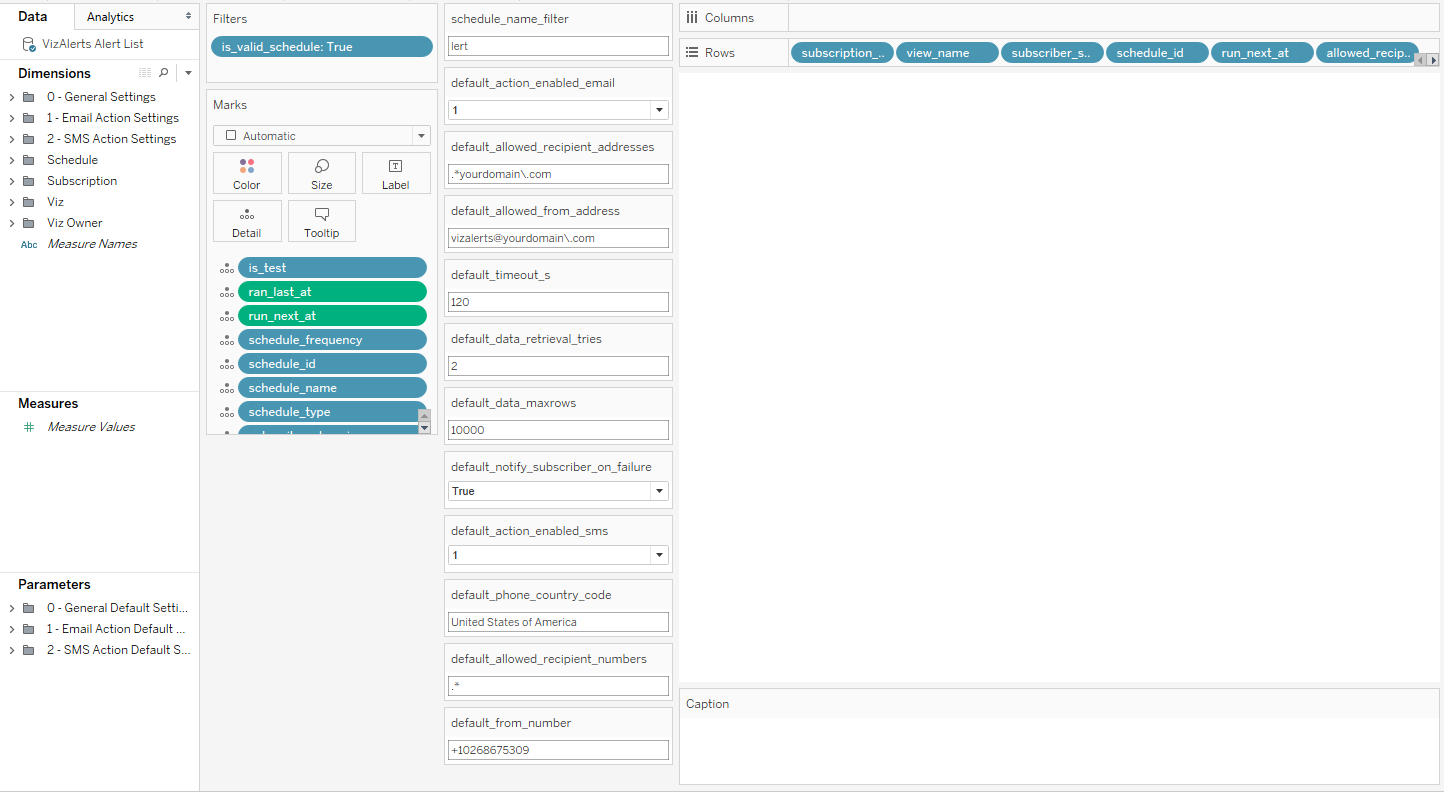 Data
Analytics
VizAlerts Alert List
Dimensions
0 - General Settings
1 - Email Action Settings
2 - SMS Action Settings
Schedule
Subscription
Viz
Viz Owner
Abc Measure Names
Measures
# Measure Values
Parameters
0 - General Default Setti...
1 - Email Action Default ...
2 - SMS Action Default S...
Filters
is_valid_schedule: True
Marks
Automatic
Color
Size
T
Label
Detail
Tooltip
is_test
ran_last_at
run_next_at
schedule_frequency
schedule_id
schedule_name
schedule_type
schedule_name_filter
lert
default_action_enabled_email
1
default_allowed_recipient_addresses
.*yourdomain\.com
default_allowed_from_address
vizalerts@yourdomain\.com
default_timeout_s
120
default_data_retrieval_tries
2
default_data_maxrows
10000
default_notify_subscriber_on_failure
True
default_action_enabled_sms
1
default_phone_country_code
United States of America
default_allowed_recipient_numbers
.*
default_from_number
+10268675309
Columns
Rows
subscription_..
view_name
subscriber_s..
schedule_id
run_next_at
allowed_recip..
Caption